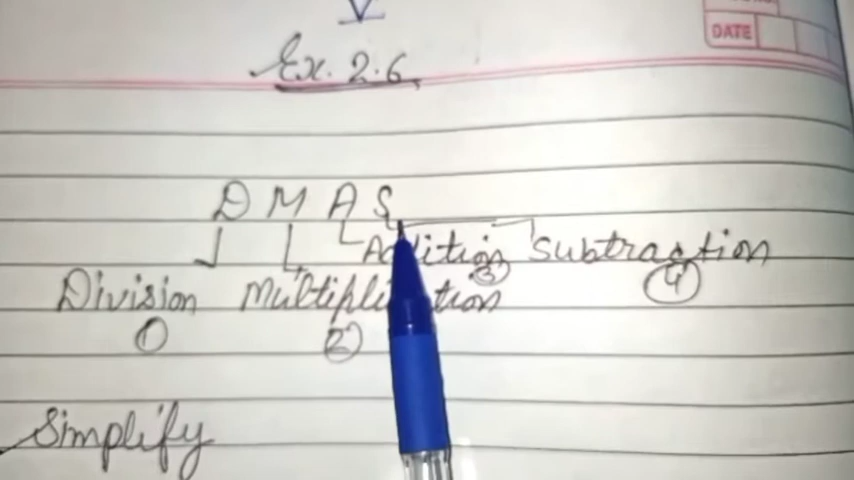 V
DATE
Ex. 2.6
D M A S
Addition Subtraction
③ ④
Division Multiplication
① ②
Simplify